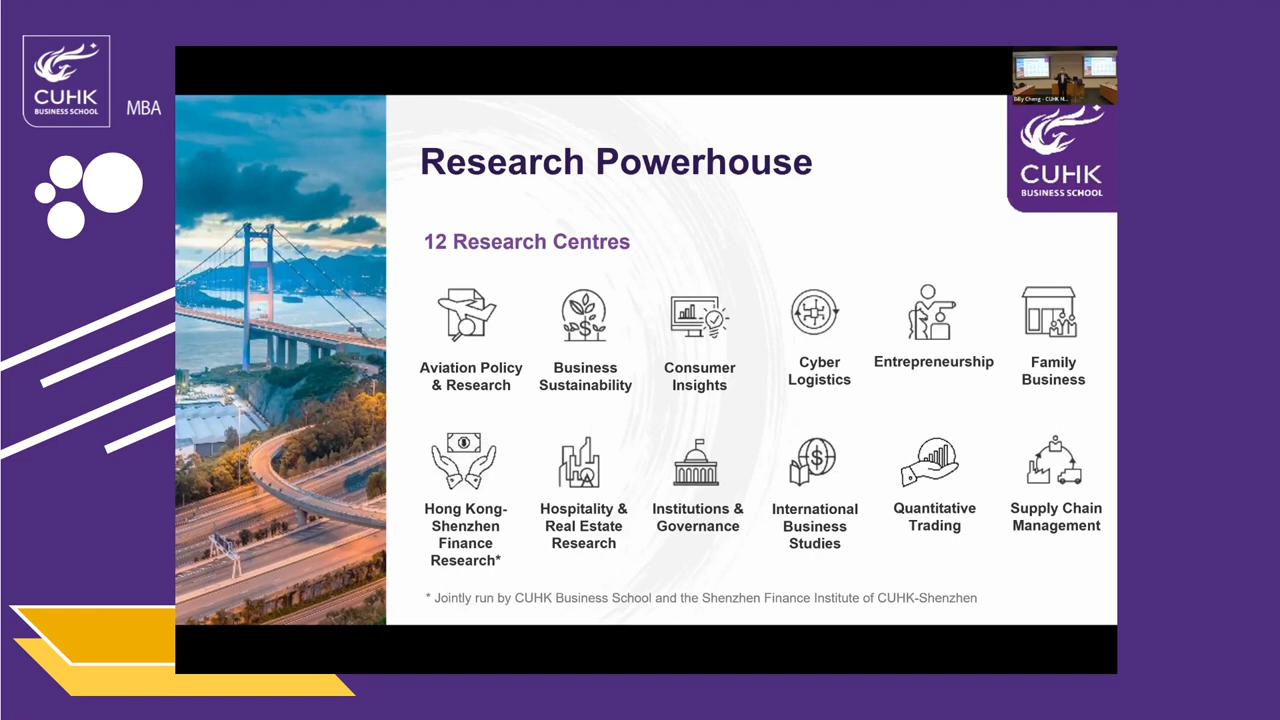 CUHK
BUSINESS SCHOOL
MBA
Billy Cheng - CUHK M...
CUHK
BUSINESS SCHOOL
Research Powerhouse
12 Research Centres
Aviation Policy
& Research
Business
Sustainability
Consumer
Insights
Cyber
Logistics
Entrepreneurship
Family
Business
Hong Kong-
Shenzhen
Finance
Research*
Hospitality &
Real Estate
Research
Institutions &
Governance
International
Business
Studies
Quantitative
Trading
Supply Chain
Management
* Jointly run by CUHK Business School and the Shenzhen Finance Institute of CUHK-Shenzhen